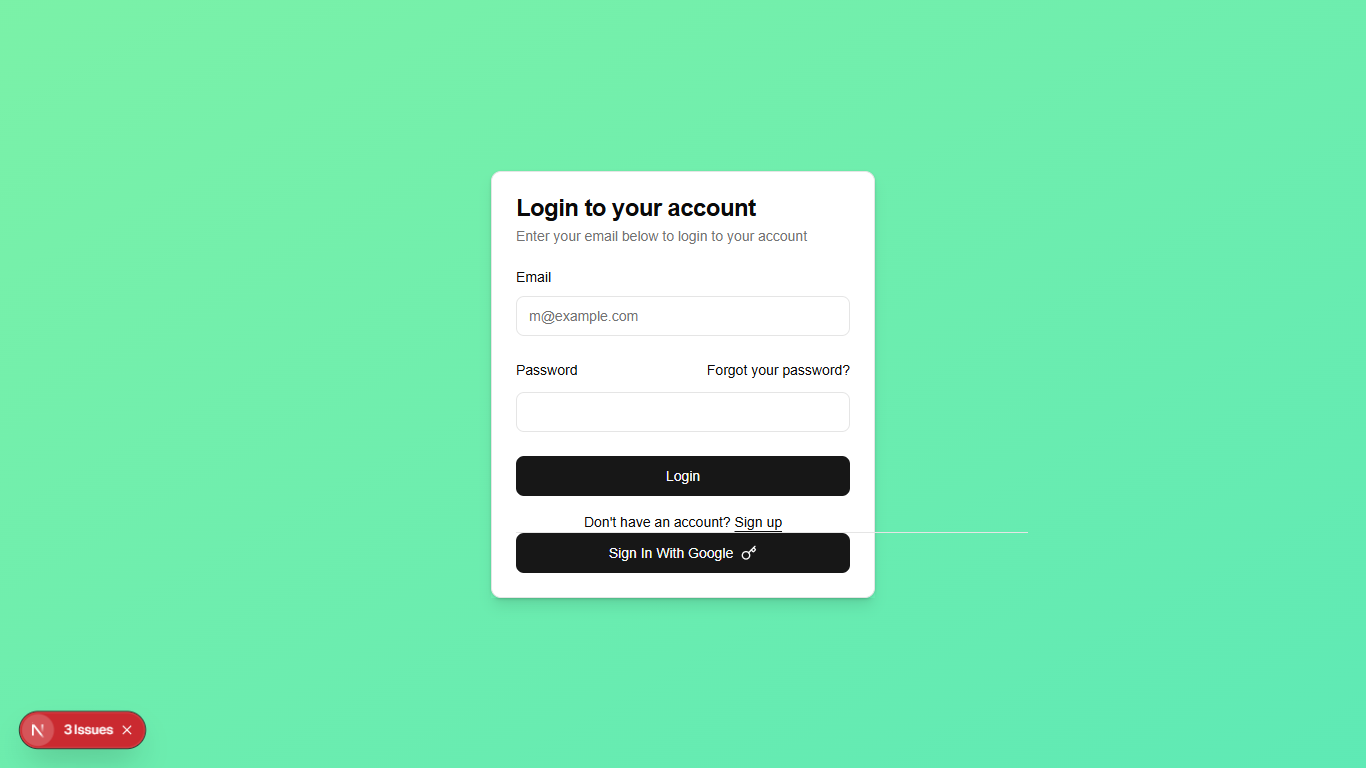 Login to your account
Enter your email below to login to your account
Email
m@example.com
Password Forgot your password?
Login
Don't have an account? Sign up
Sign In With Google
N 3 Issues